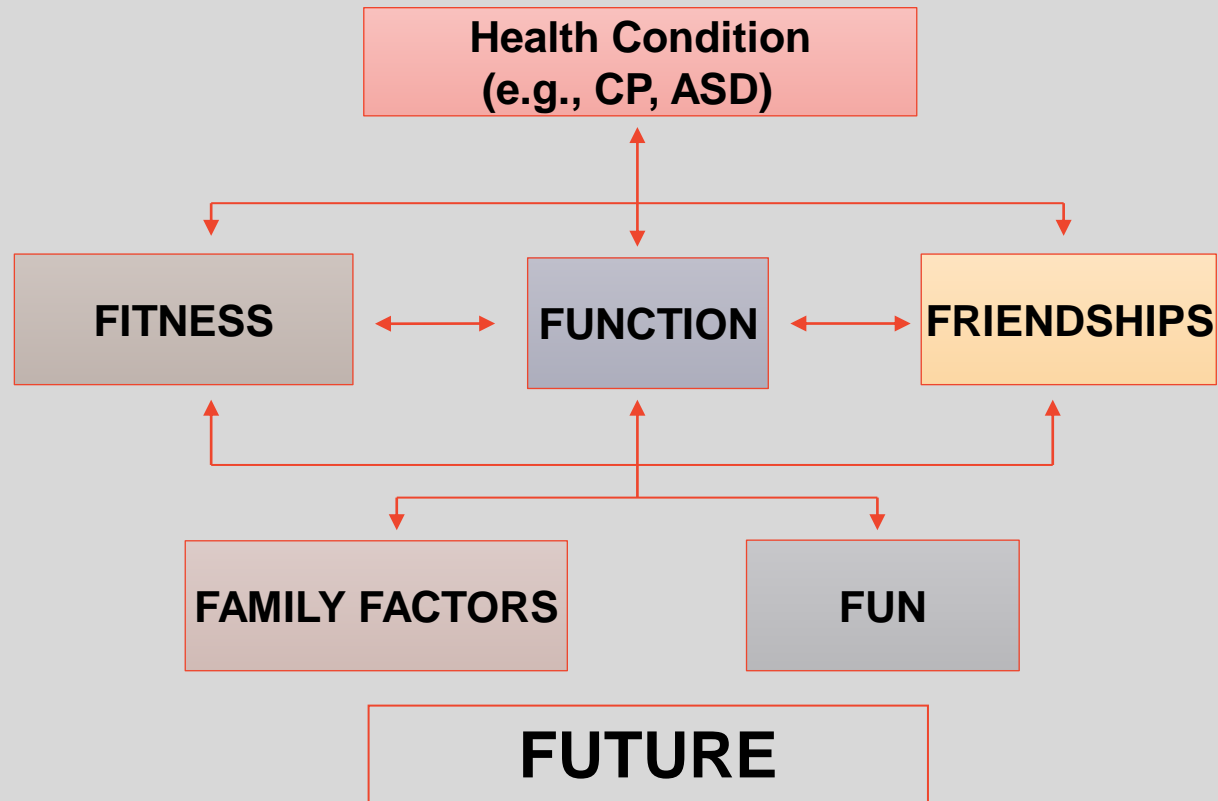 Health Condition
(e.g., CP, ASD)
FITNESS
FUNCTION
FRIENDSHIPS
FAMILY FACTORS
FUN
FUTURE